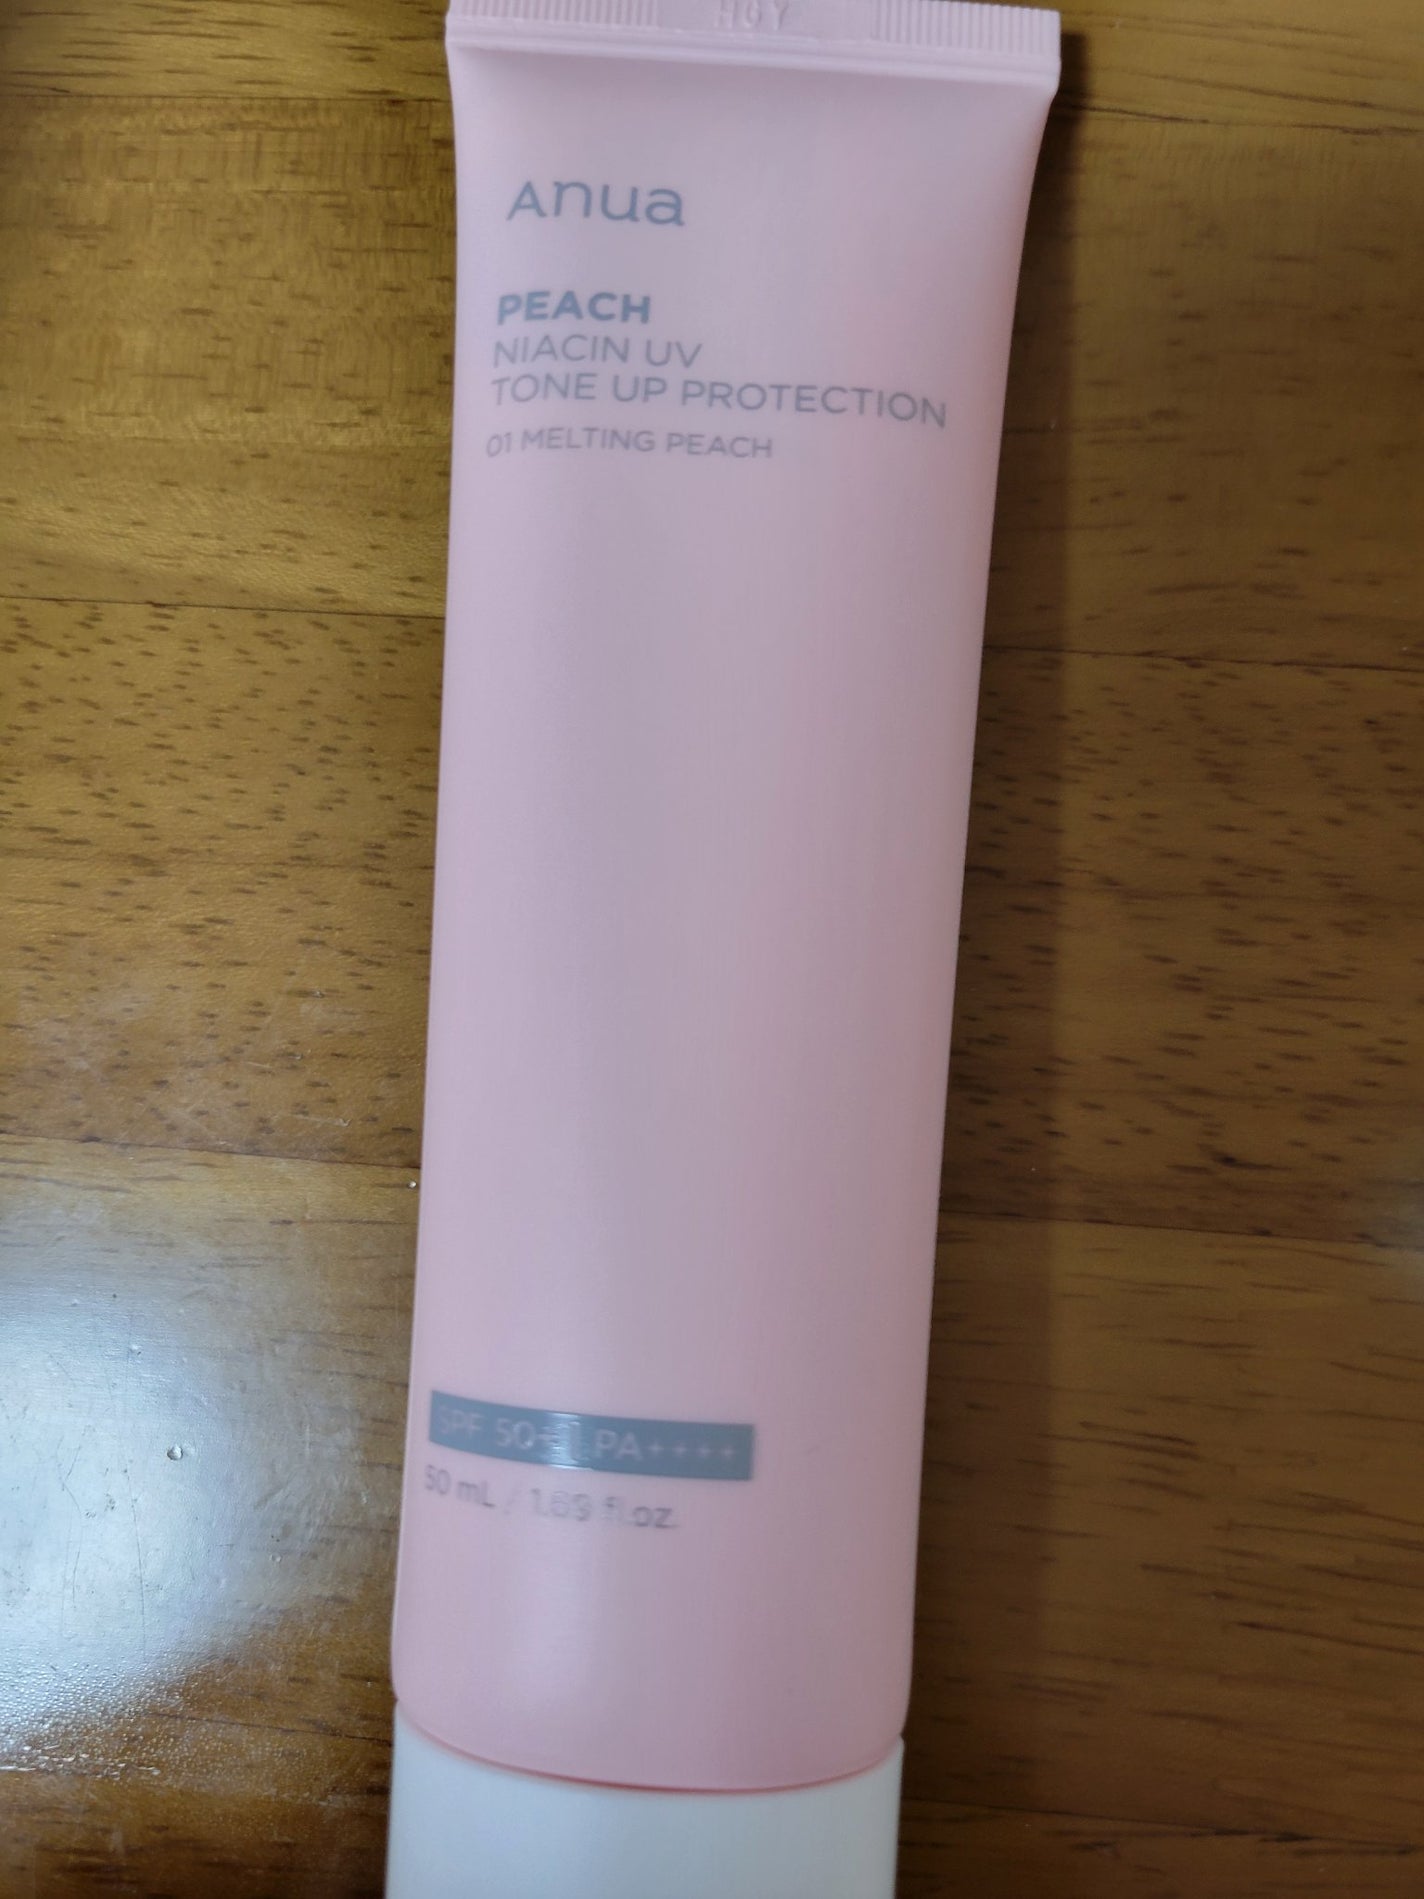 Anua
PEACH
NIACIN UV
TONE UP PROTECTION
01 MELTING PEACH
SPF 50+ | PA++++
50 mL / 1.69 fl.oz.